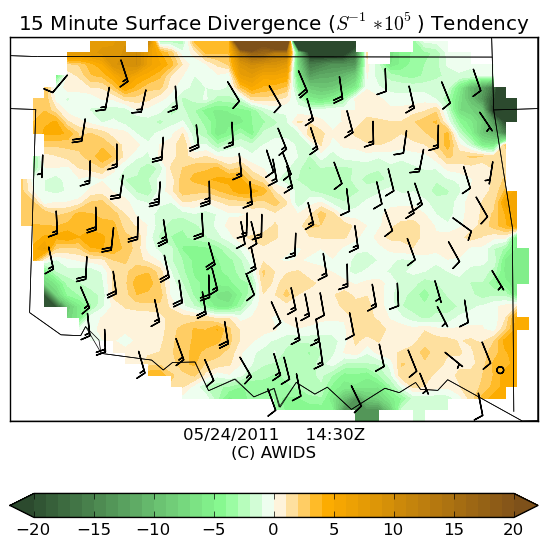 15 Minute Surface Divergence (S⁻¹ *10⁵ ) Tendency
05/24/2011 14:30Z
(C) AWIDS
−20 −15 −10 −5 0 5 10 15 20